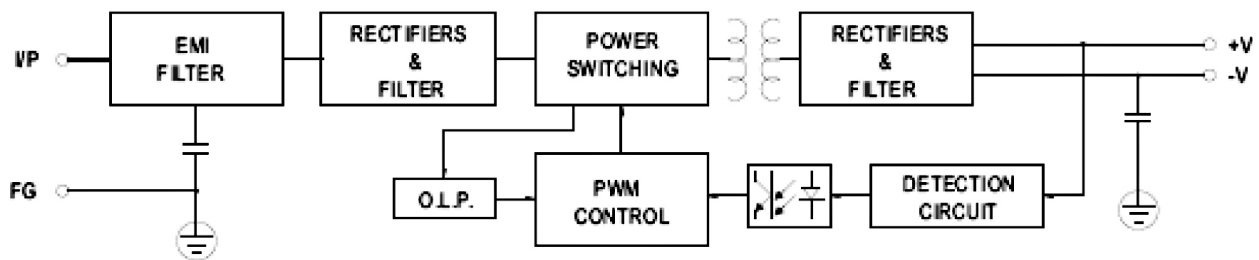 I/P
EMI
FILTER
RECTIFIERS
&
FILTER
POWER
SWITCHING
RECTIFIERS
&
FILTER
+V
-V
FG
O.L.P.
PWM
CONTROL
DETECTION
CIRCUIT